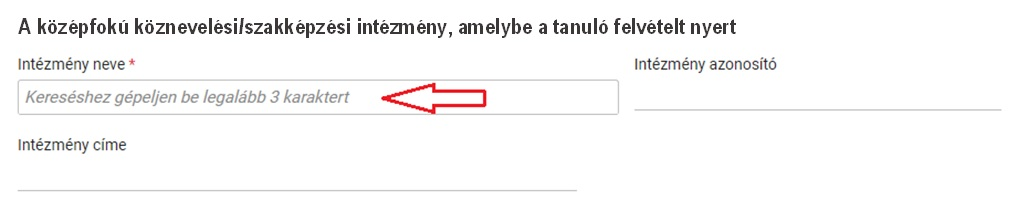 A középfokú köznevelési/szakképzési intézmény, amelybe a tanuló felvételt nyert
Intézmény neve *
Intézmény azonosító
Kereséshez gépeljen be legalább 3 karaktert
Intézmény címe